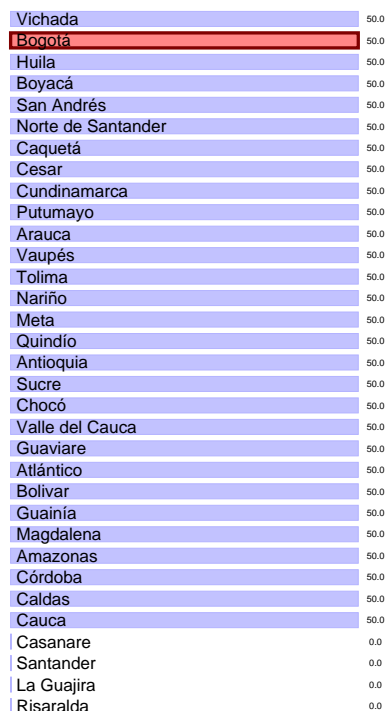 Vichada 50.0
Bogotá 50.0
Huila 50.0
Boyacá 50.0
San Andrés 50.0
Norte de Santander 50.0
Caquetá 50.0
Cesar 50.0
Cundinamarca 50.0
Putumayo 50.0
Arauca 50.0
Vaupés 50.0
Tolima 50.0
Nariño 50.0
Meta 50.0
Quindío 50.0
Antioquia 50.0
Sucre 50.0
Chocó 50.0
Valle del Cauca 50.0
Guaviare 50.0
Atlántico 50.0
Bolivar 50.0
Guainía 50.0
Magdalena 50.0
Amazonas 50.0
Córdoba 50.0
Caldas 50.0
Cauca 50.0
Casanare 0.0
Santander 0.0
La Guajira 0.0
Risaralda 0.0